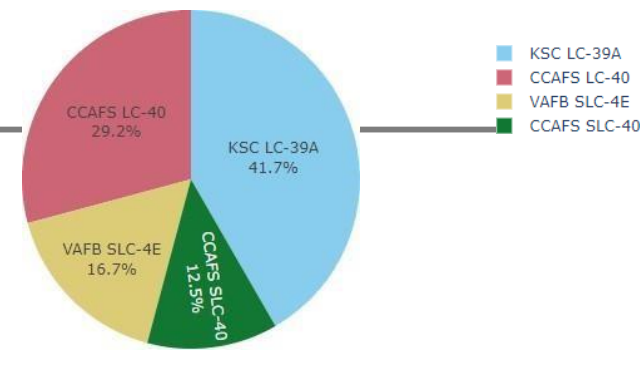 CCAFS LC-40
29.2%
KSC LC-39A
41.7%
VAFB SLC-4E
16.7%
CCAFS SLC-40
12.5%
KSC LC-39A
CCAFS LC-40
VAFB SLC-4E
CCAFS SLC-40